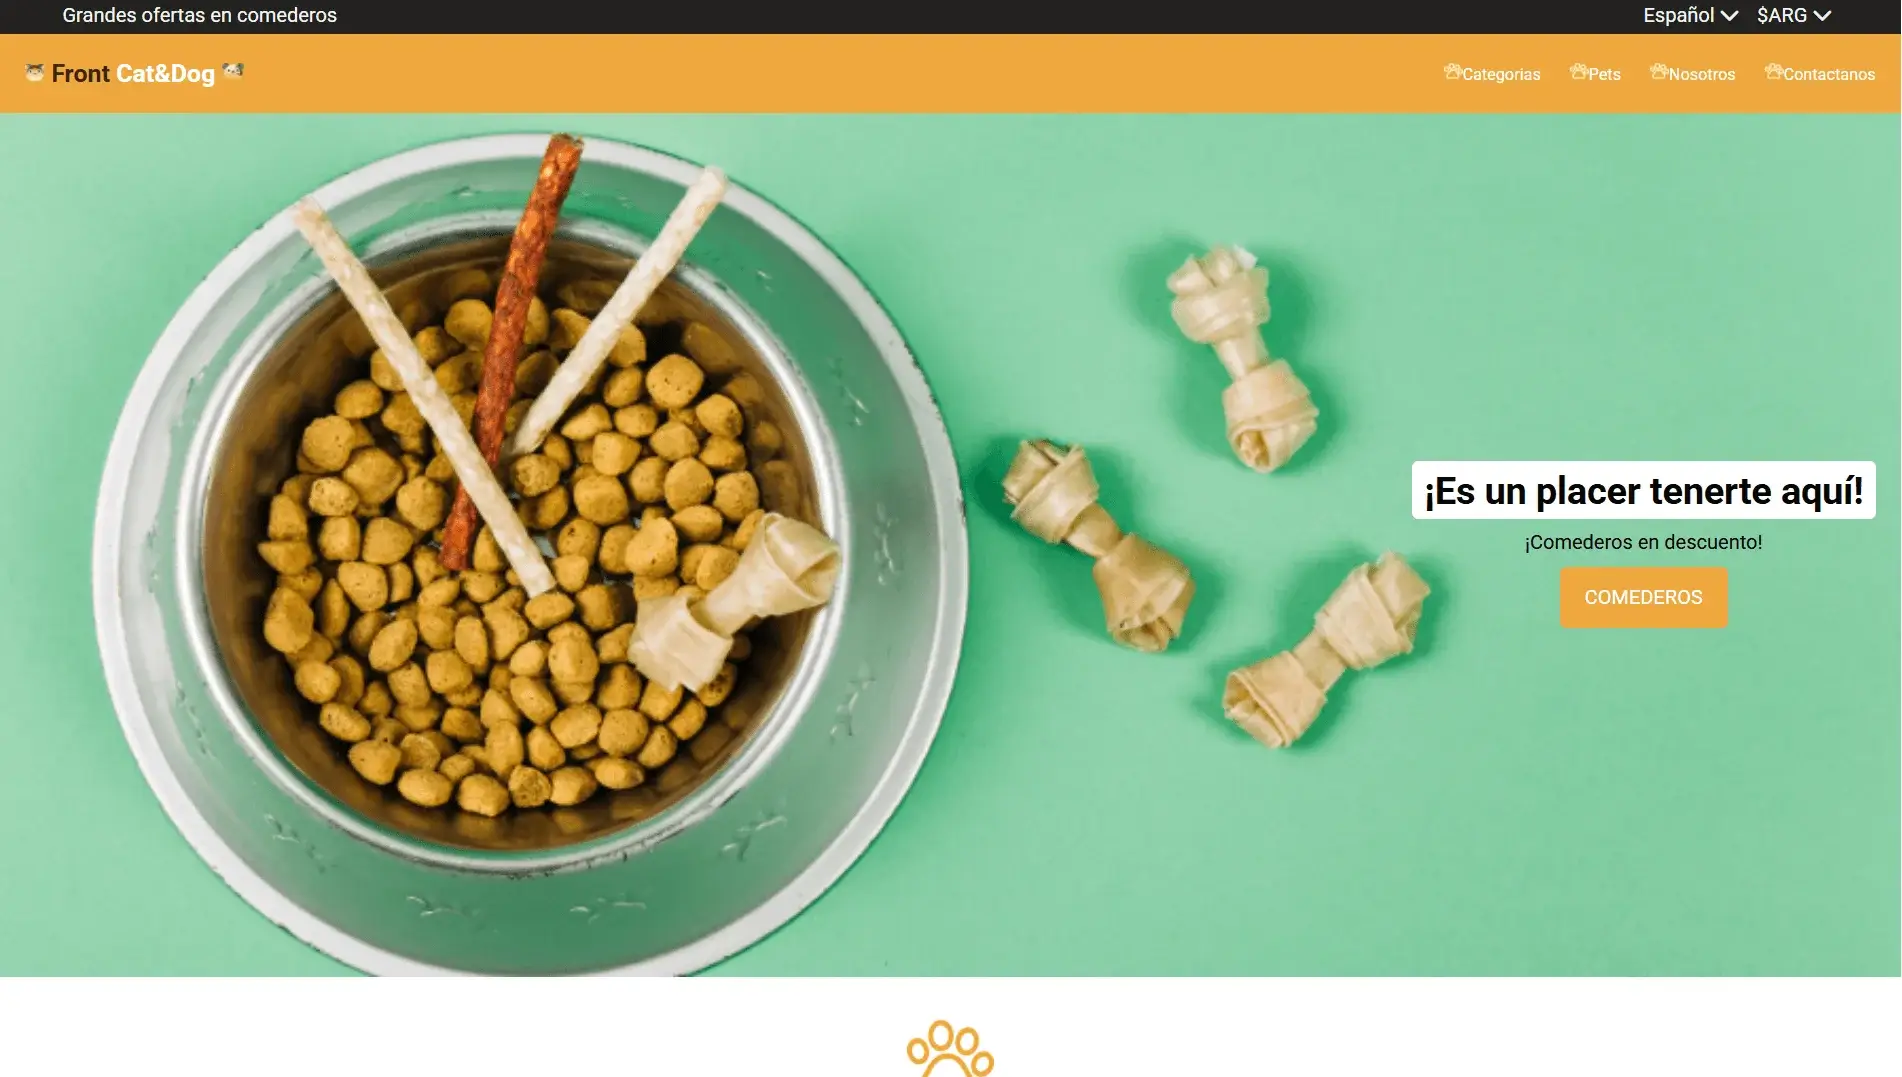 Grandes ofertas en comederos
Español $ARG
Front Cat&Dog
Categorias Pets Nosotros Contactanos
¡Es un placer tenerte aquí!
¡Comederos en descuento!
COMEDEROS